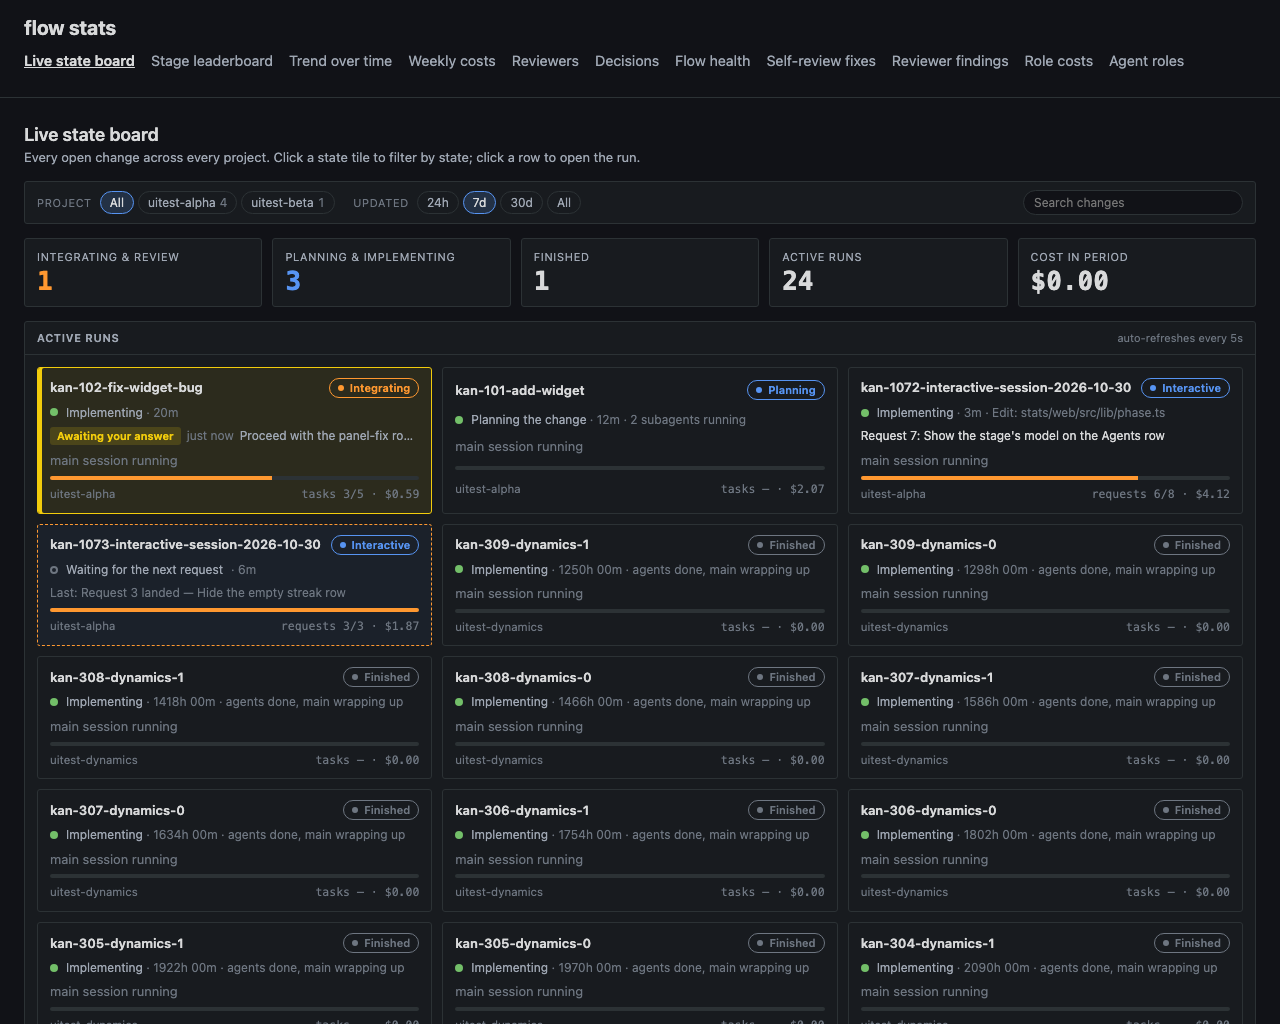 flow stats
Live state board Stage leaderboard Trend over time Weekly costs Reviewers Decisions Flow health Self-review fixes Reviewer findings Role costs Agent roles
Live state board
Every open change across every project. Click a state tile to filter by state; click a row to open the run.
PROJECT All uitest-alpha 4 uitest-beta 1 UPDATED 24h 7d 30d All Search changes
INTEGRATING & REVIEW
1
PLANNING & IMPLEMENTING
3
FINISHED
1
ACTIVE RUNS
24
COST IN PERIOD
$0.00
ACTIVE RUNS auto-refreshes every 5s
kan-102-fix-widget-bug Integrating
Implementing · 20m
Awaiting your answer just now Proceed with the panel-fix ro…
main session running
uitest-alpha tasks 3/5 · $0.59
kan-101-add-widget Planning
Planning the change · 12m · 2 subagents running
main session running
uitest-alpha tasks — · $2.07
kan-1072-interactive-session-2026-10-30 Interactive
Implementing · 3m · Edit: stats/web/src/lib/phase.ts
Request 7: Show the stage's model on the Agents row
main session running
uitest-alpha requests 6/8 · $4.12
kan-1073-interactive-session-2026-10-30 Interactive
Waiting for the next request · 6m
Last: Request 3 landed — Hide the empty streak row
uitest-alpha requests 3/3 · $1.87
kan-309-dynamics-1 Finished
Implementing · 1250h 00m · agents done, main wrapping up
main session running
uitest-dynamics tasks — · $0.00
kan-309-dynamics-0 Finished
Implementing · 1298h 00m · agents done, main wrapping up
main session running
uitest-dynamics tasks — · $0.00
kan-308-dynamics-1 Finished
Implementing · 1418h 00m · agents done, main wrapping up
main session running
uitest-dynamics tasks — · $0.00
kan-308-dynamics-0 Finished
Implementing · 1466h 00m · agents done, main wrapping up
main session running
uitest-dynamics tasks — · $0.00
kan-307-dynamics-1 Finished
Implementing · 1586h 00m · agents done, main wrapping up
main session running
uitest-dynamics tasks — · $0.00
kan-307-dynamics-0 Finished
Implementing · 1634h 00m · agents done, main wrapping up
main session running
uitest-dynamics tasks — · $0.00
kan-306-dynamics-1 Finished
Implementing · 1754h 00m · agents done, main wrapping up
main session running
uitest-dynamics tasks — · $0.00
kan-306-dynamics-0 Finished
Implementing · 1802h 00m · agents done, main wrapping up
main session running
uitest-dynamics tasks — · $0.00
kan-305-dynamics-1 Finished
Implementing · 1922h 00m · agents done, main wrapping up
main session running
kan-305-dynamics-0 Finished
Implementing · 1970h 00m · agents done, main wrapping up
main session running
kan-304-dynamics-1 Finished
Implementing · 2090h 00m · agents done, main wrapping up
main session running